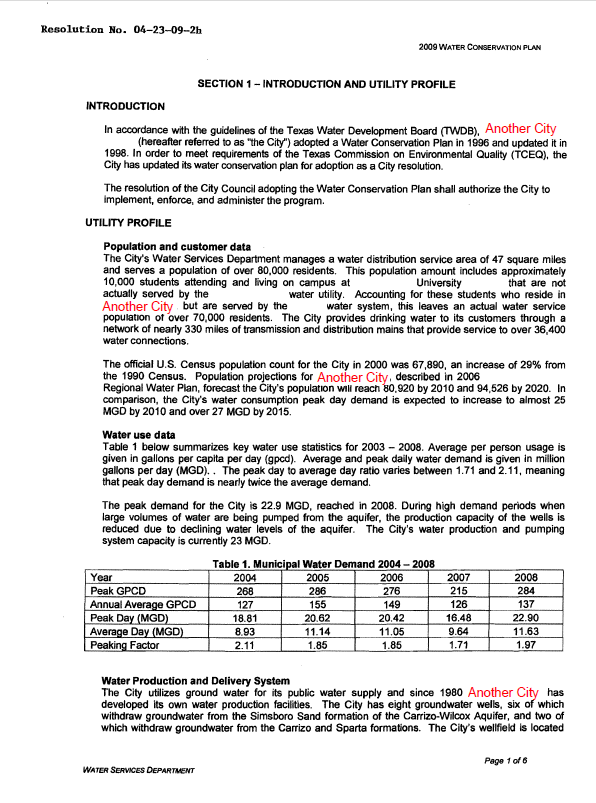 Resolution No. 04-23-09-2h
2009 WATER CONSERVATION PLAN
SECTION 1 – INTRODUCTION AND UTILITY PROFILE
INTRODUCTION
In accordance with the guidelines of the Texas Water Development Board (TWDB), Another City
(hereafter referred to as "the City") adopted a Water Conservation Plan in 1996 and updated it in
1998. In order to meet requirements of the Texas Commission on Environmental Quality (TCEQ), the
City has updated its water conservation plan for adoption as a City resolution.
The resolution of the City Council adopting the Water Conservation Plan shall authorize the City to
implement, enforce, and administer the program.
UTILITY PROFILE
Population and customer data
The City's Water Services Department manages a water distribution service area of 47 square miles
and serves a population of over 80,000 residents. This population amount includes approximately
10,000 students attending and living on campus at University that are not
actually served by the water utility. Accounting for these students who reside in
Another City but are served by the water system, this leaves an actual water service
population of over 70,000 residents. The City provides drinking water to its customers through a
network of nearly 330 miles of transmission and distribution mains that provide service to over 36,400
water connections.
The official U.S. Census population count for the City in 2000 was 67,890, an increase of 29% from
the 1990 Census. Population projections for Another City, described in 2006
Regional Water Plan, forecast the City's population will reach 80,920 by 2010 and 94,526 by 2020. In
comparison, the City's water consumption peak day demand is expected to increase to almost 25
MGD by 2010 and over 27 MGD by 2015.
Water use data
Table 1 below summarizes key water use statistics for 2003 – 2008. Average per person usage is
given in gallons per capita per day (gpcd). Average and peak daily water demand is given in million
gallons per day (MGD). . The peak day to average day ratio varies between 1.71 and 2.11, meaning
that peak day demand is nearly twice the average demand.
The peak demand for the City is 22.9 MGD, reached in 2008. During high demand periods when
large volumes of water are being pumped from the aquifer, the production capacity of the wells is
reduced due to declining water levels of the aquifer. The City's water production and pumping
system capacity is currently 23 MGD.
Table 1. Municipal Water Demand 2004 – 2008
Year 2004 2005 2006 2007 2008
Peak GPCD 268 286 276 215 284
Annual Average GPCD 127 155 149 126 137
Peak Day (MGD) 18.81 20.62 20.42 16.48 22.90
Average Day (MGD) 8.93 11.14 11.05 9.64 11.63
Peaking Factor 2.11 1.85 1.85 1.71 1.97
Water Production and Delivery System
The City utilizes ground water for its public water supply and since 1980 Another City has
developed its own water production facilities. The City has eight groundwater wells, six of which
withdraw groundwater from the Simsboro Sand formation of the Carrizo-Wilcox Aquifer, and two of
which withdraw groundwater from the Carrizo and Sparta formations. The City's wellfield is located
Page 1 of 6
WATER SERVICES DEPARTMENT